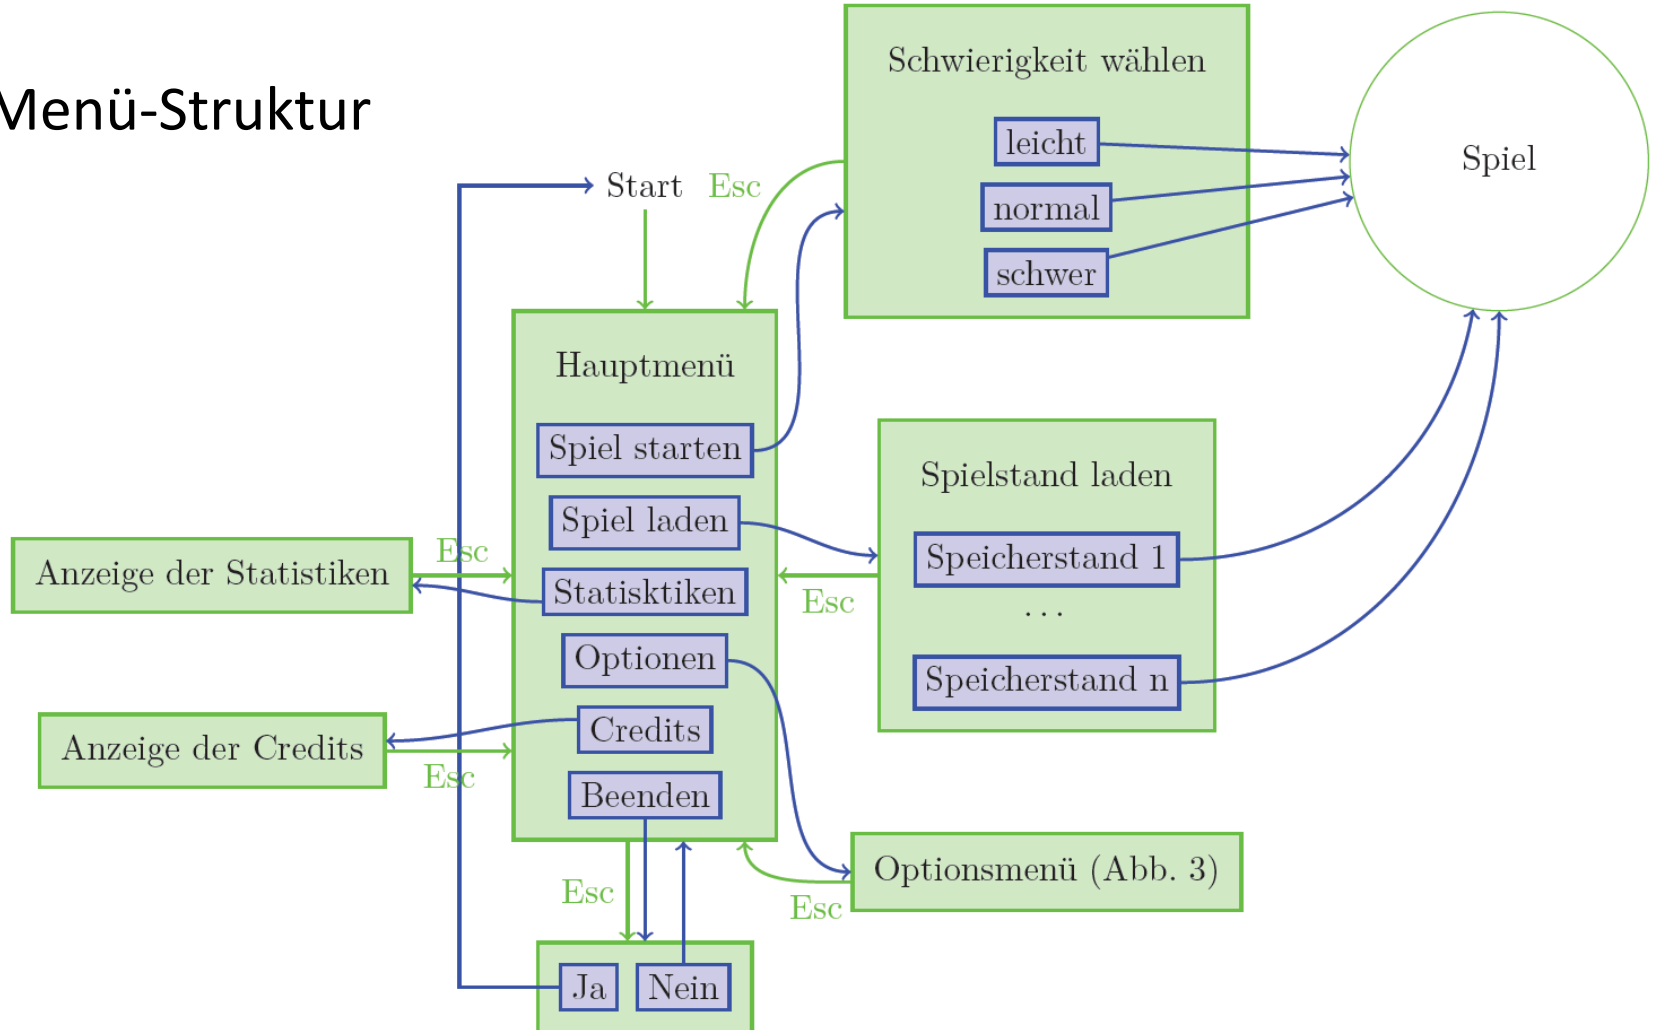 Menü-Struktur
Start
Esc
Schwierigkeit wählen
leicht
normal
schwer
Spiel
Hauptmenü
Spiel starten
Spiel laden
Statisktiken
Optionen
Credits
Beenden
Spielstand laden
Speicherstand 1
...
Speicherstand n
Esc
Anzeige der Statistiken
Esc
Anzeige der Credits
Esc
Optionsmenü (Abb. 3)
Esc
Esc
Ja
Nein